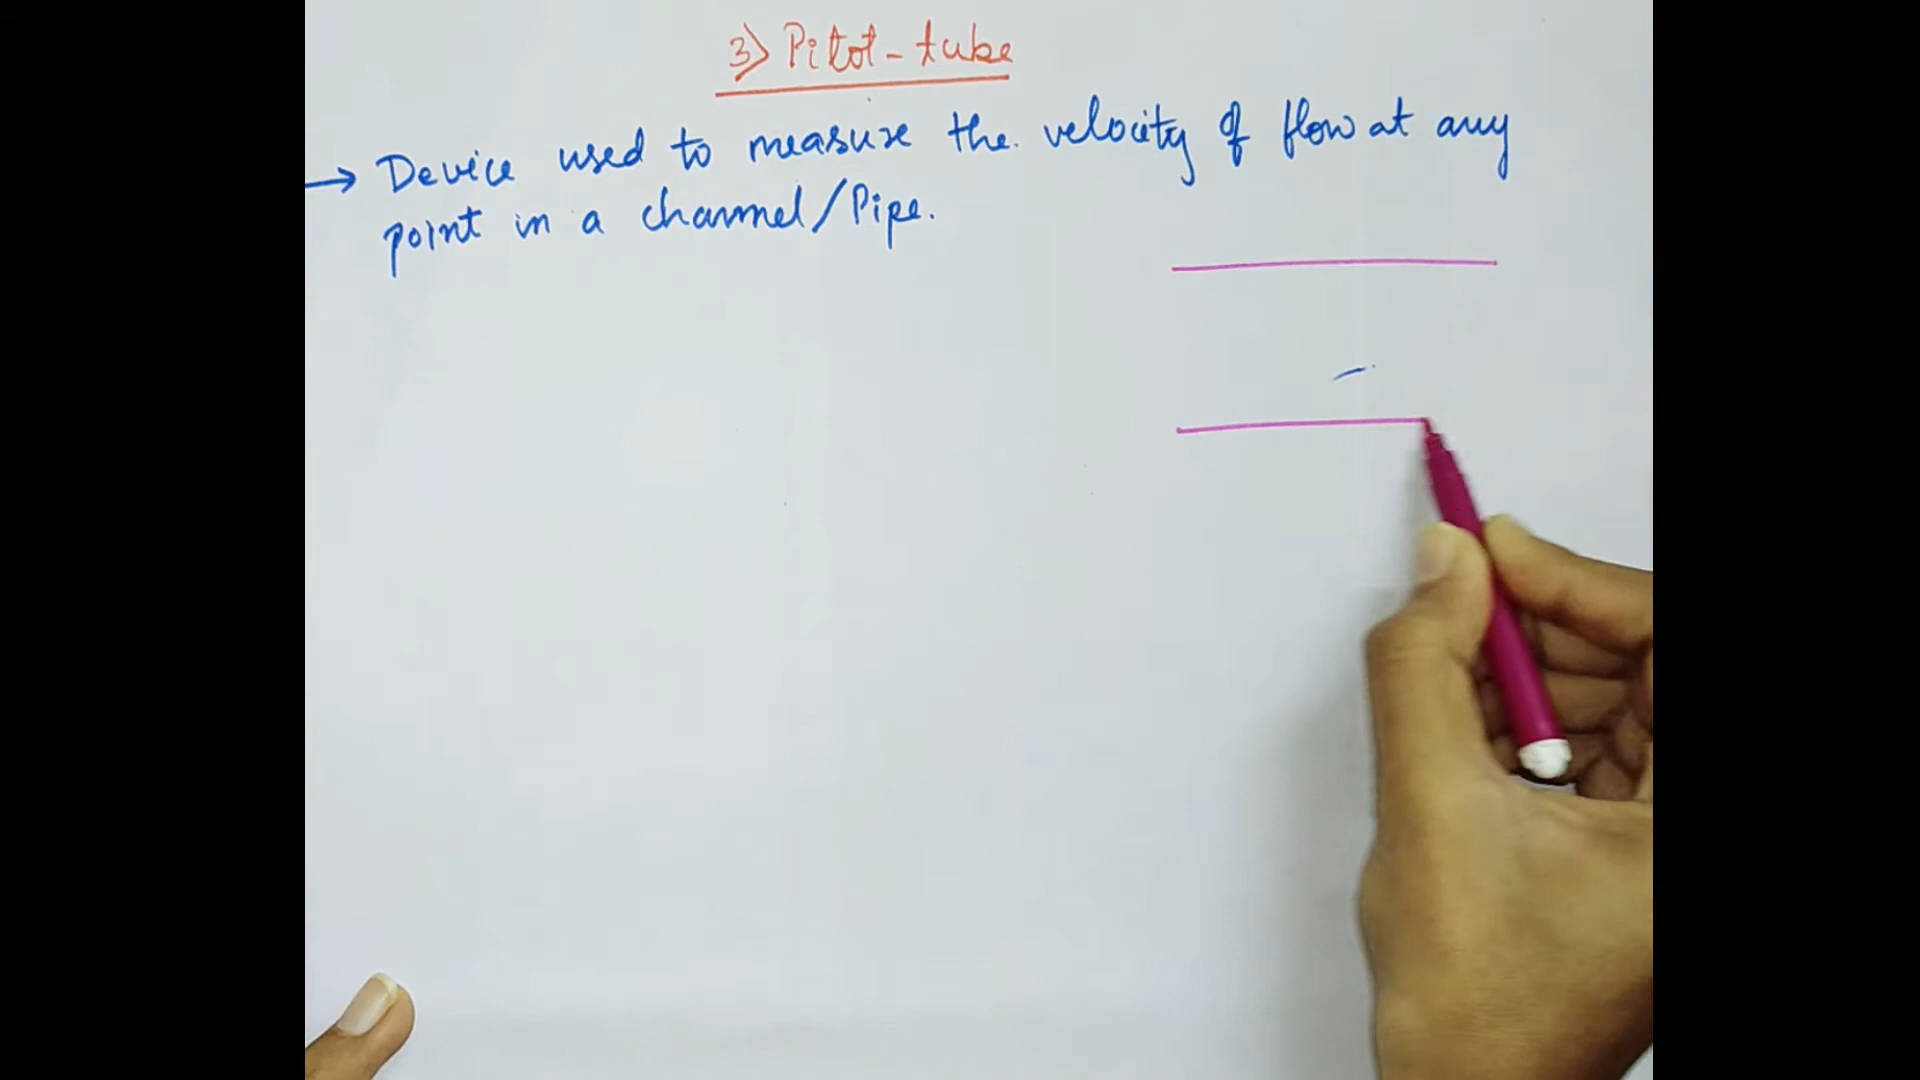 3) Pitot-tube
→ Device used to measure the velocity of flow at any
point in a channel/Pipe.